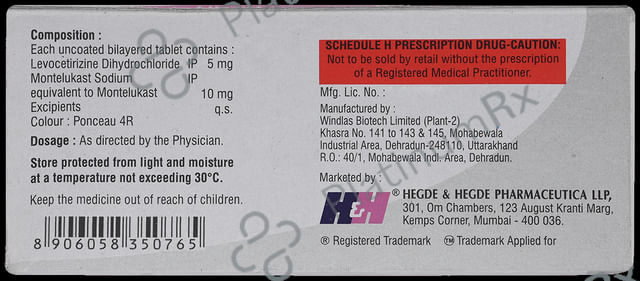 Composition :
Each uncoated bilayered tablet contains :
Levocetirizine Dihydrochloride IP 5 mg
Montelukast Sodium IP
equivalent to Montelukast 10 mg
Excipients q.s.
Colour : Ponceau 4R
Dosage : As directed by the Physician.
Store protected from light and moisture
at a temperature not exceeding 30°C.
Keep the medicine out of reach of children.
8 906058 350765
SCHEDULE H PRESCRIPTION DRUG-CAUTION:
Not to be sold by retail without the prescription
of a Registered Medical Practitioner.
Mfg. Lic. No. :
Manufactured by :
Windlas Biotech Limited (Plant-2)
Khasra No. 141 to 143 & 145, Mohabewala
Industrial Area, Dehradun-248110, Uttarakhand
R.O.: 40/1, Mohabewala Indl. Area, Dehradun.
Marketed by :
H&H ® HEGDE & HEGDE PHARMACEUTICA LLP,
301, Om Chambers, 123 August Kranti Marg,
Kemps Corner, Mumbai - 400 036.
® Registered Trademark ™ Trademark Applied for
PlatinumRx